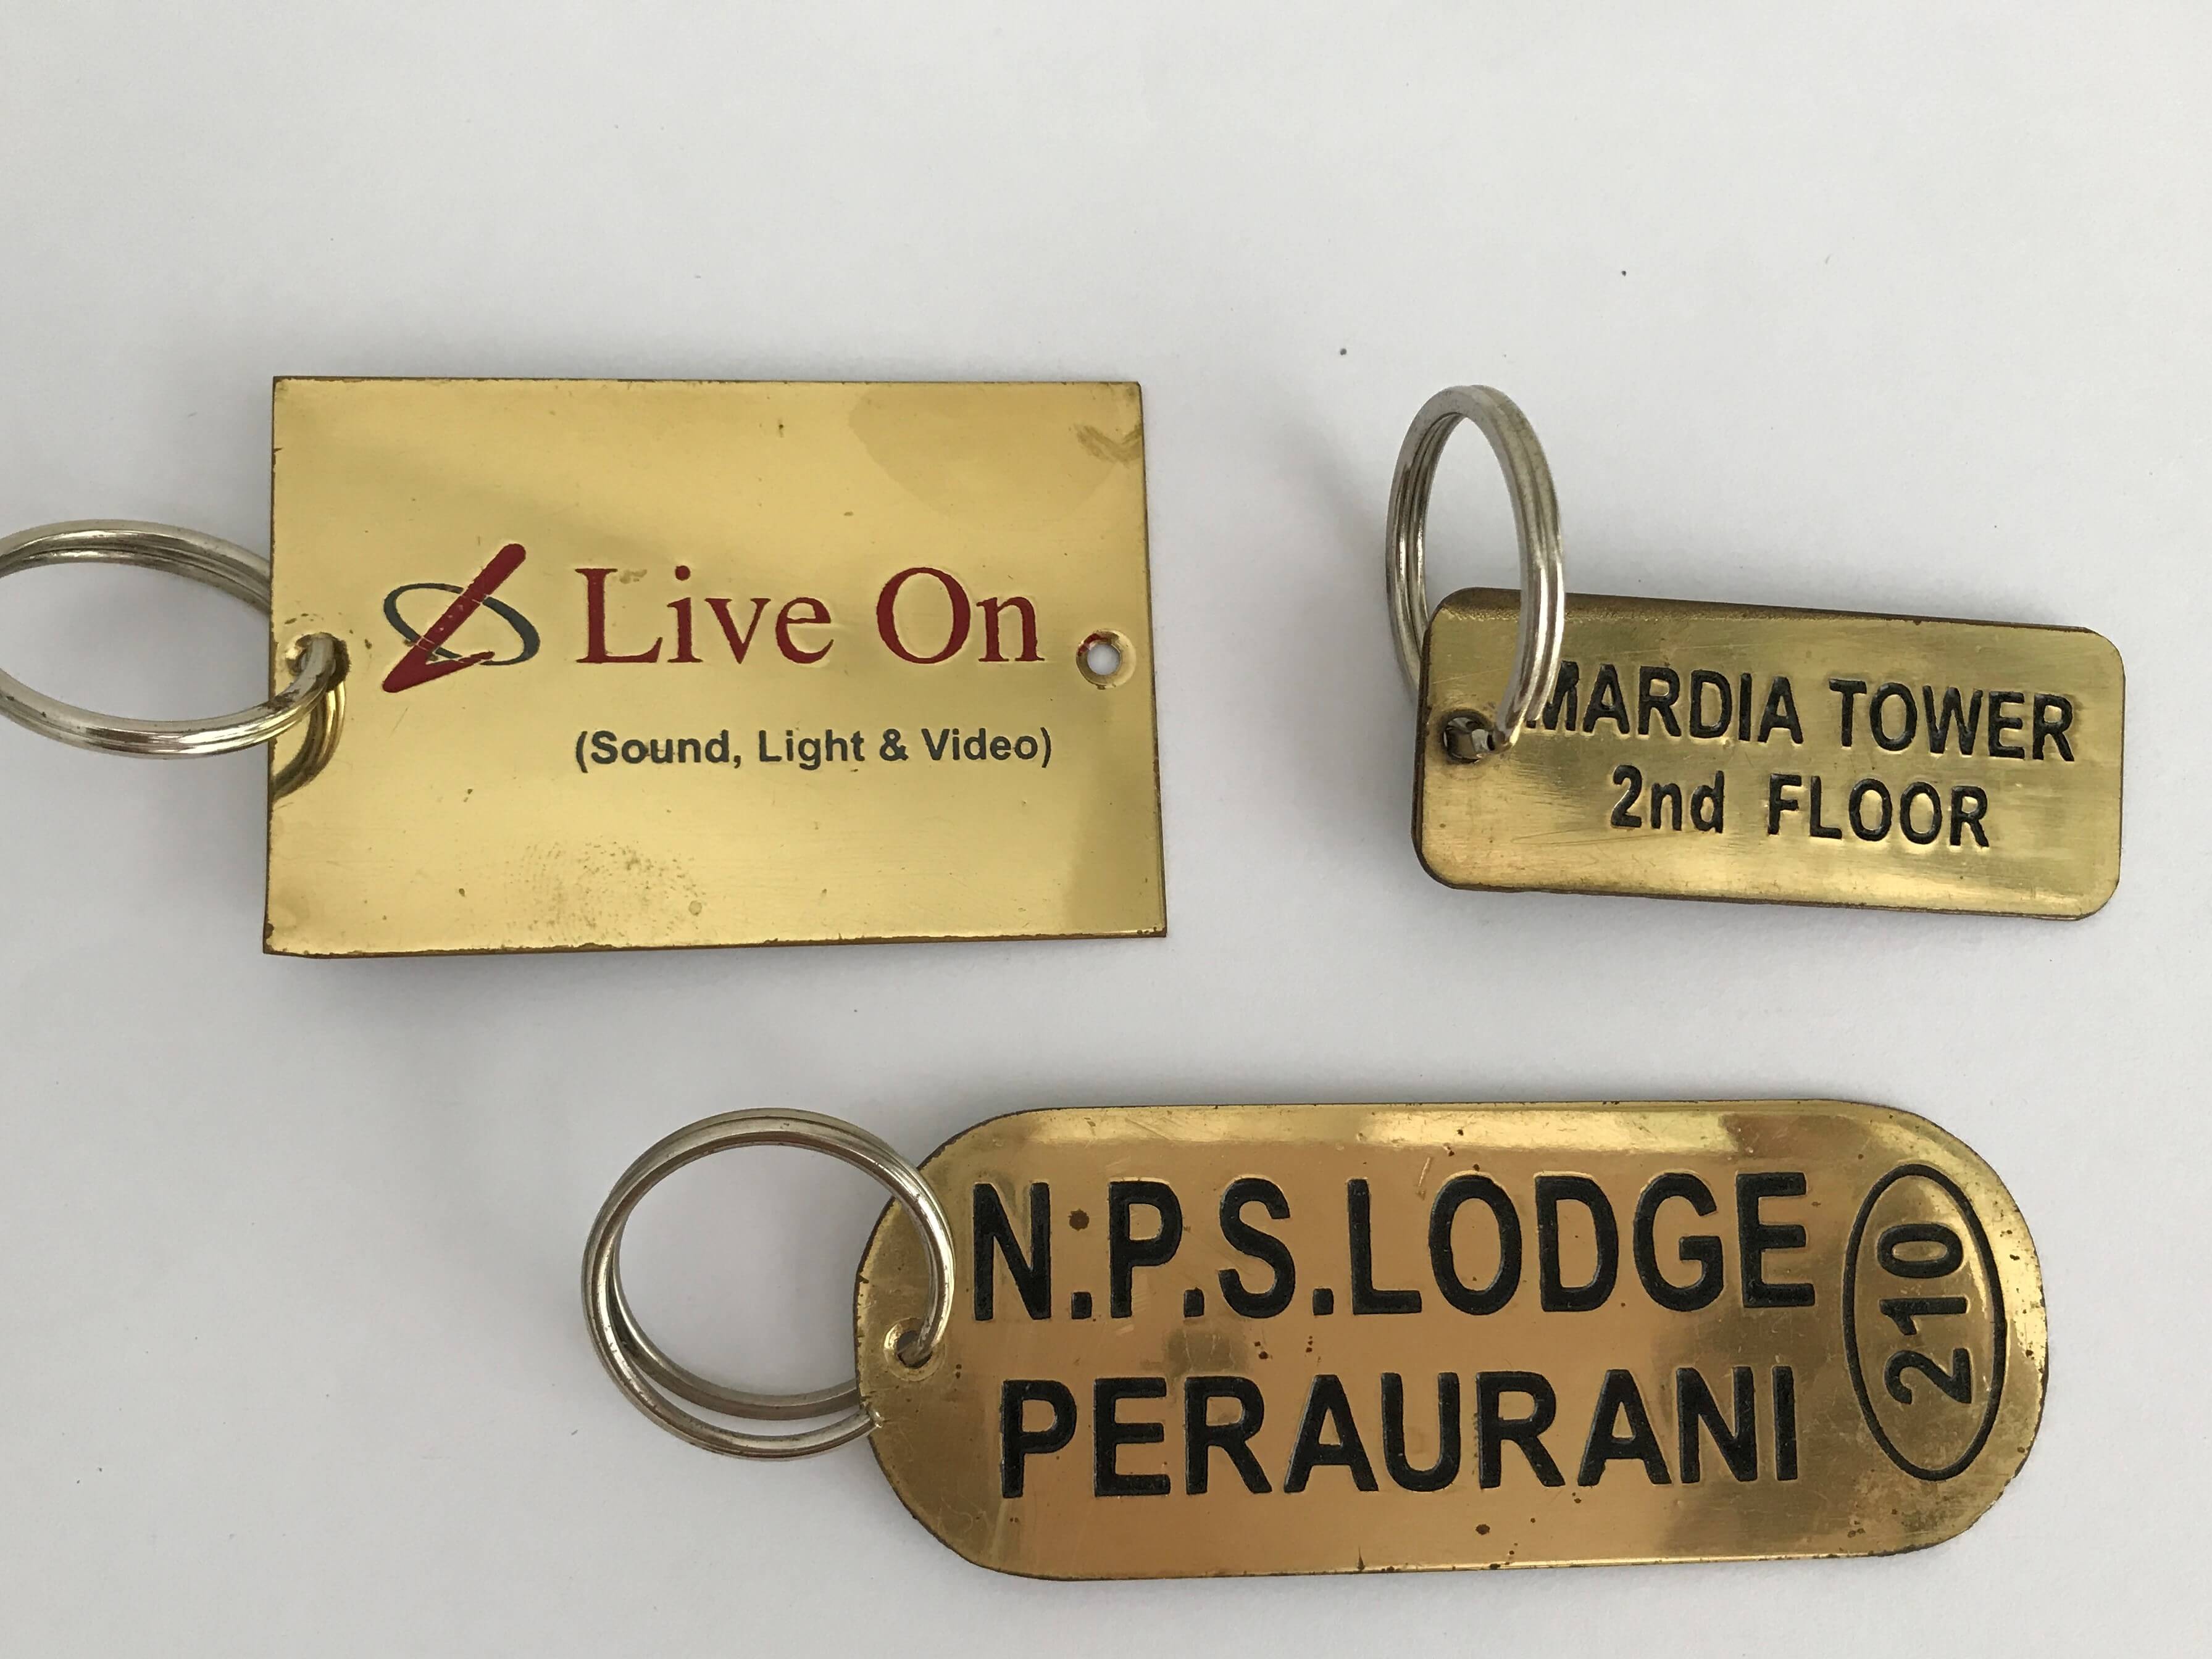 Live On
(Sound, Light & Video)
MARDIA TOWER
2nd FLOOR
N.P.S.LODGE
PERAURANI
210